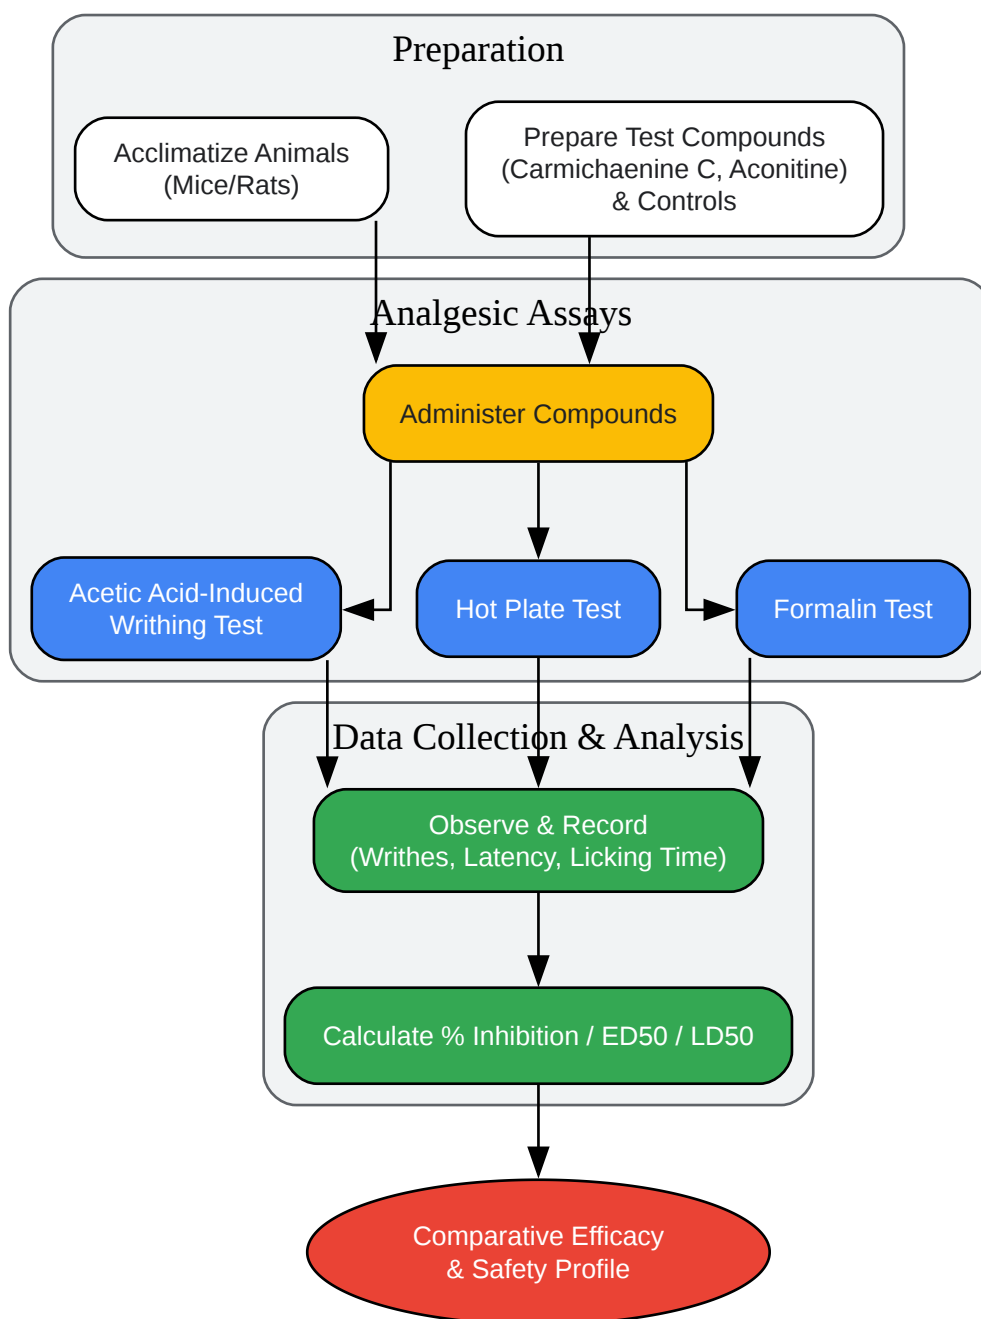 Preparation
Acclimatize Animals
(Mice/Rats)
Prepare Test Compounds
(Carmichaenine C, Aconitine)
& Controls
Analgesic Assays
Administer Compounds
Acetic Acid-Induced
Writhing Test
Hot Plate Test
Formalin Test
Data Collection & Analysis
Observe & Record
(Writhes, Latency, Licking Time)
Calculate % Inhibition / ED50 / LD50
Comparative Efficacy
& Safety Profile